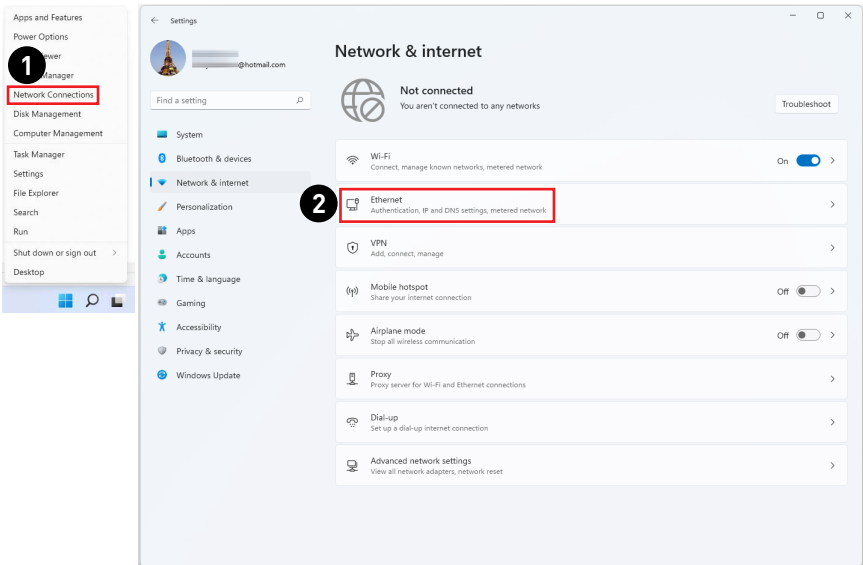 Apps and Features
Power Options
ewer
1
Manager
Network Connections
Disk Management
Computer Management
Task Manager
Settings
File Explorer
Search
Run
Shut down or sign out
Desktop
Settings
@hotmail.com
Find a setting
System
Bluetooth & devices
Network & internet
Personalization
Apps
Accounts
Time & language
Gaming
Accessibility
Privacy & security
Windows Update
Network & internet
Not connected
You aren't connected to any networks
Troubleshoot
Wi-Fi
Connect, manage known networks, metered network
On
2
Ethernet
Authentication, IP and DNS settings, metered network
VPN
Add, connect, manage
Mobile hotspot
Share your internet connection
Off
Airplane mode
Stop all wireless communication
Off
Proxy
Proxy server for Wi-Fi and Ethernet connections
Dial-up
Set up a dial-up internet connection
Advanced network settings
View all network adapters, network reset